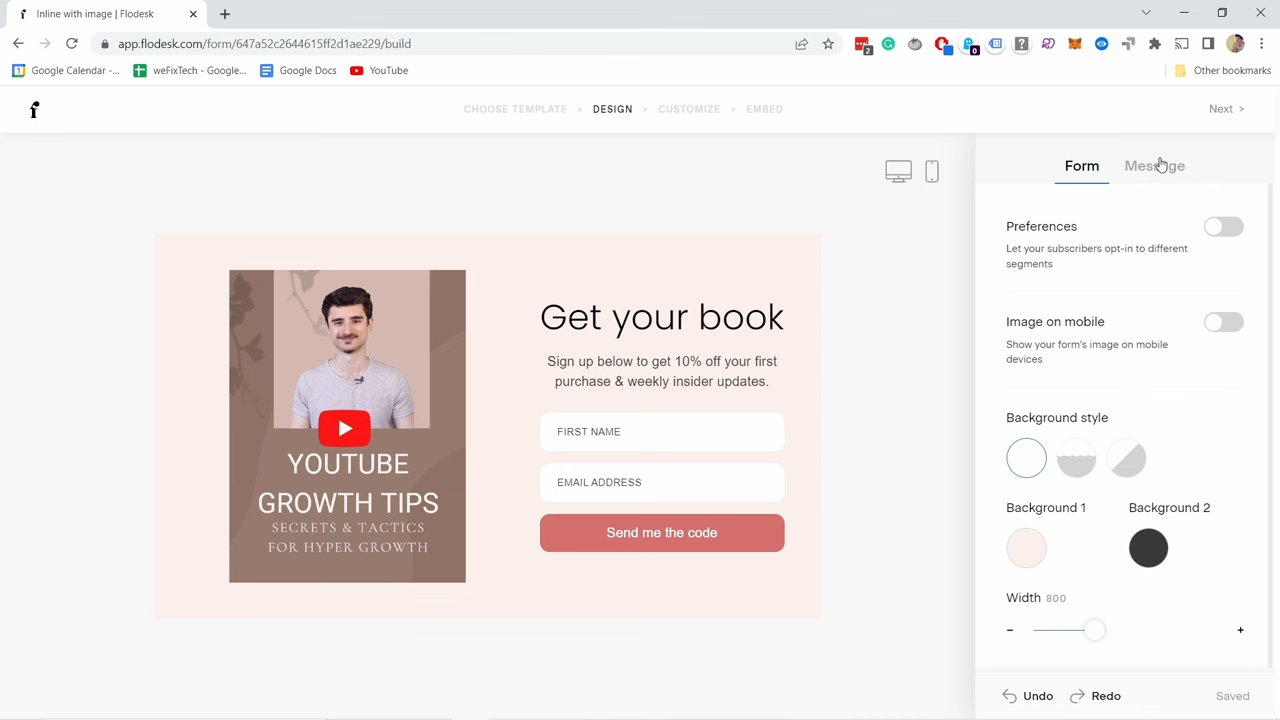 Inline with image | Flodesk
app.flodesk.com/form/647a52c2644615ff2d1ae229/build
2
0
Google Calendar -...
weFixTech - Google...
Google Docs
YouTube
Other bookmarks
CHOOSE TEMPLATE > DESIGN > CUSTOMIZE > EMBED
Next >
Form
Message
Preferences
Let your subscribers opt-in to different
segments
Image on mobile
Show your form's image on mobile
devices
Background style
Background 1
Background 2
Width 800
- +
Undo
Redo
Saved
YOUTUBE
GROWTH TIPS
SECRETS & TACTICS
FOR HYPER GROWTH
Get your book
Sign up below to get 10% off your first
purchase & weekly insider updates.
FIRST NAME
EMAIL ADDRESS
Send me the code